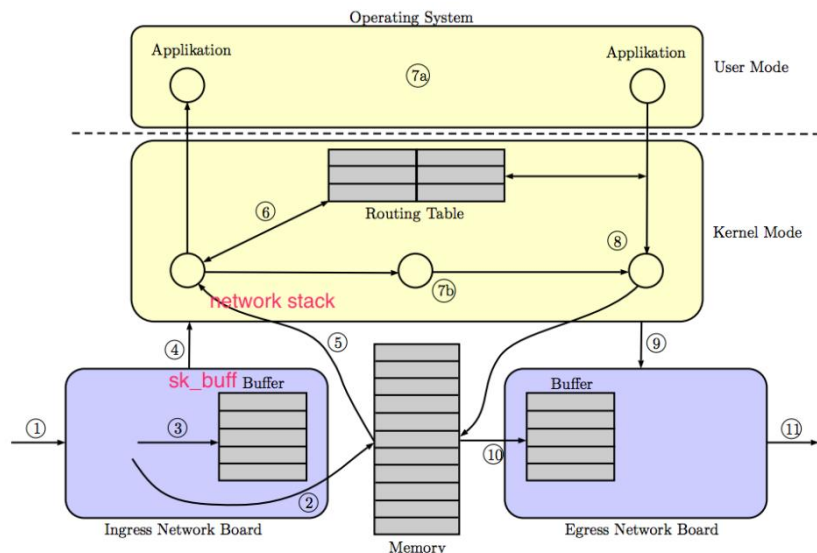 Operating System
Applikation
Applikation
7a
User Mode
6
Routing Table
8
Kernel Mode
7b
network stack
4
5
9
sk_buff
Buffer
Buffer
1
3
10
11
2
Ingress Network Board
Egress Network Board
Memory